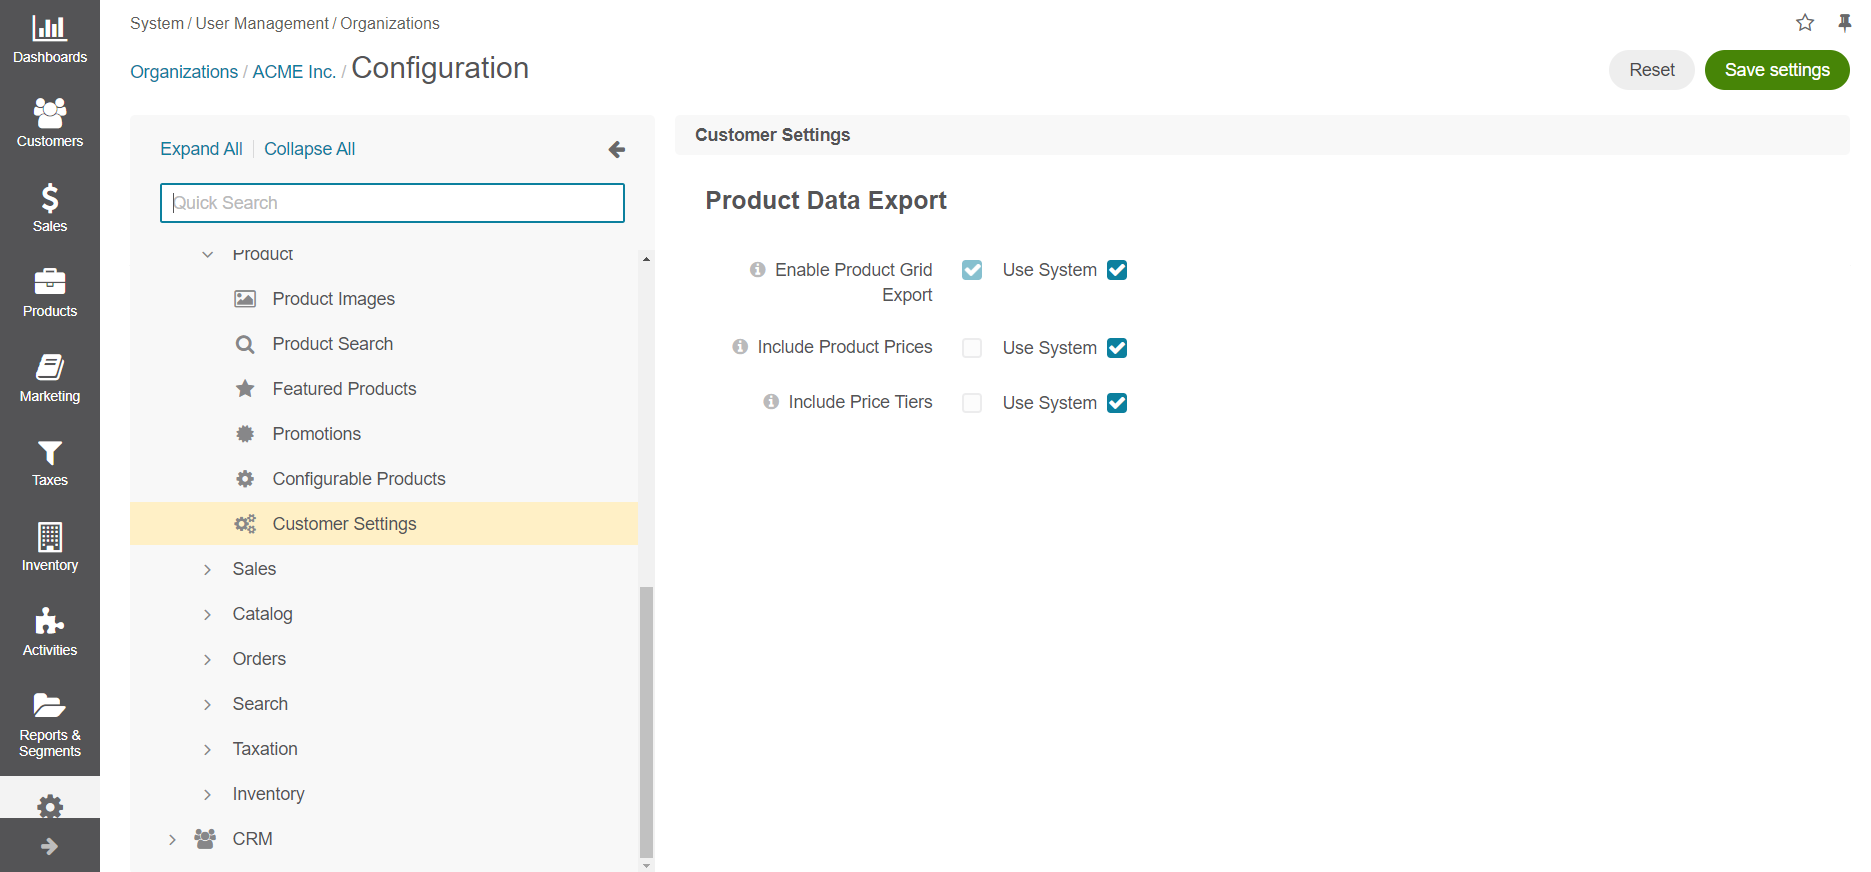 Dashboards
Customers
Sales
Products
Marketing
Taxes
Inventory
Activities
Reports &
Segments
System / User Management / Organizations
Organizations / ACME Inc. / Configuration
Reset
Save settings
Expand All
Collapse All
Quick Search
Product
Product Images
Product Search
Featured Products
Promotions
Configurable Products
Customer Settings
Sales
Catalog
Orders
Search
Taxation
Inventory
CRM
Customer Settings
Product Data Export
Enable Product Grid
Export
Use System
Include Product Prices
Use System
Include Price Tiers
Use System